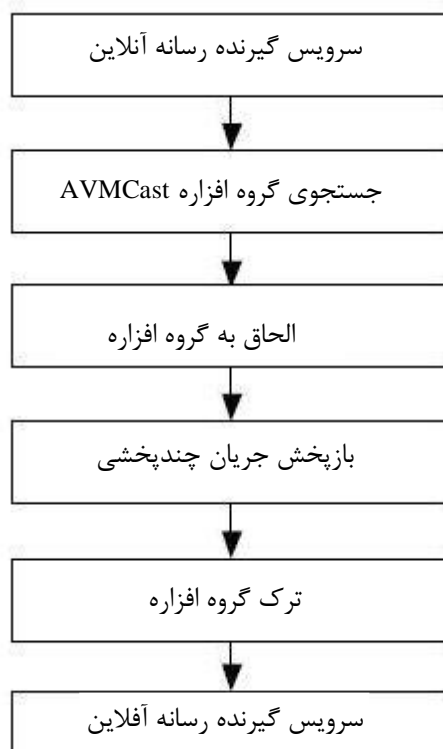 سرویس گیرنده رسانه آنلاین
جستجوی گروه افزاره AVMCast
الحاق به گروه افزاره
بازپخش جریان چندپخشی
ترک گروه افزاره
سرویس گیرنده رسانه آفلاین